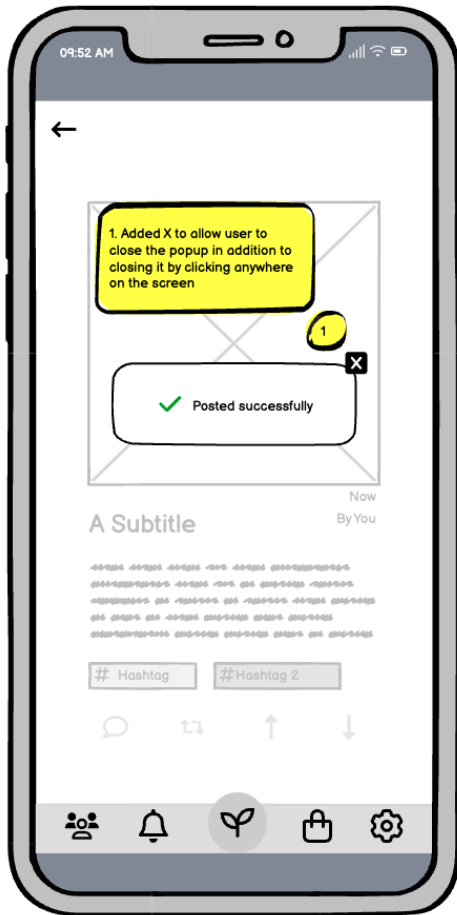 09:52 AM
1. Added X to allow user to
close the popup in addition to
closing it by clicking anywhere
on the screen
1
X
Posted successfully
Now
A Subtitle
By You
# Hashtag
#Hashtag 2